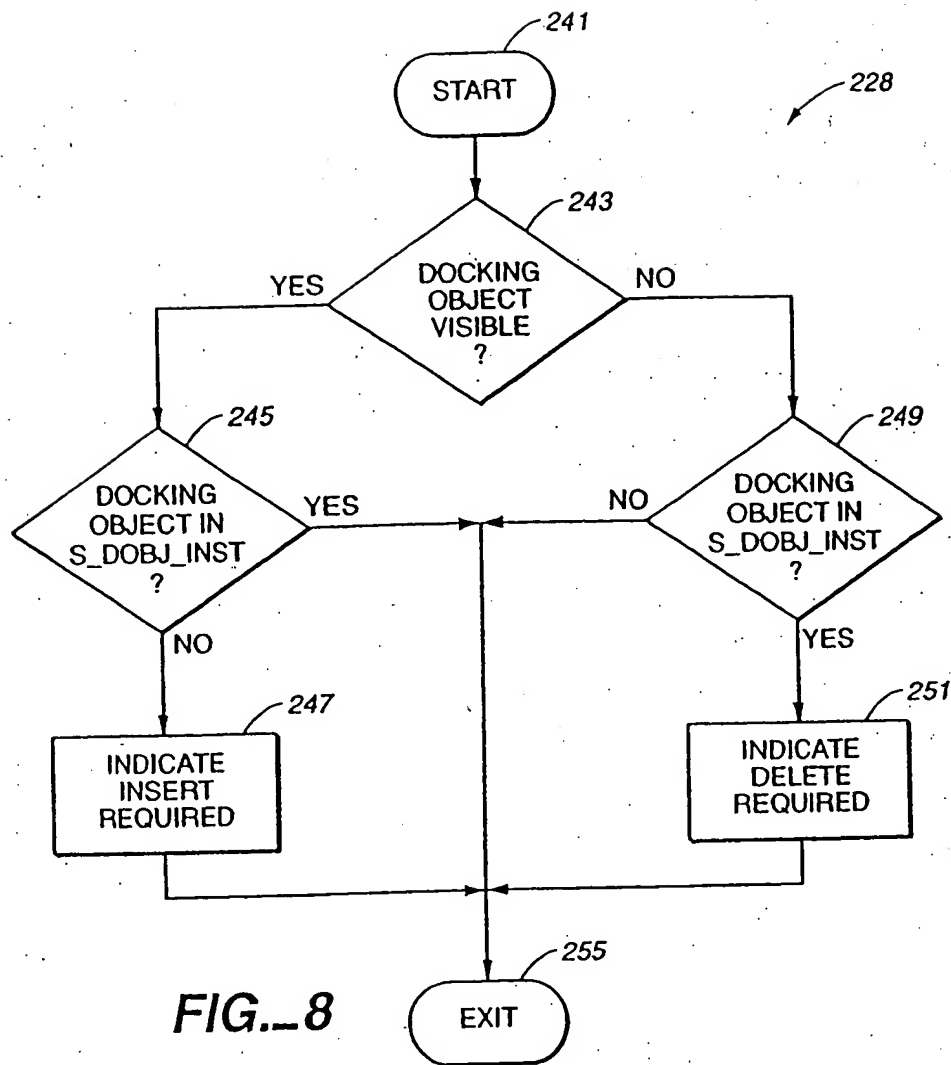 241
START
228
243
DOCKING
OBJECT
VISIBLE
?
YES
NO
245
DOCKING
OBJECT IN
S_DOBJ_INST
?
YES
NO
249
DOCKING
OBJECT IN
S_DOBJ_INST
?
NO
YES
247
INDICATE
INSERT
REQUIRED
251
INDICATE
DELETE
REQUIRED
255
EXIT
FIG._8